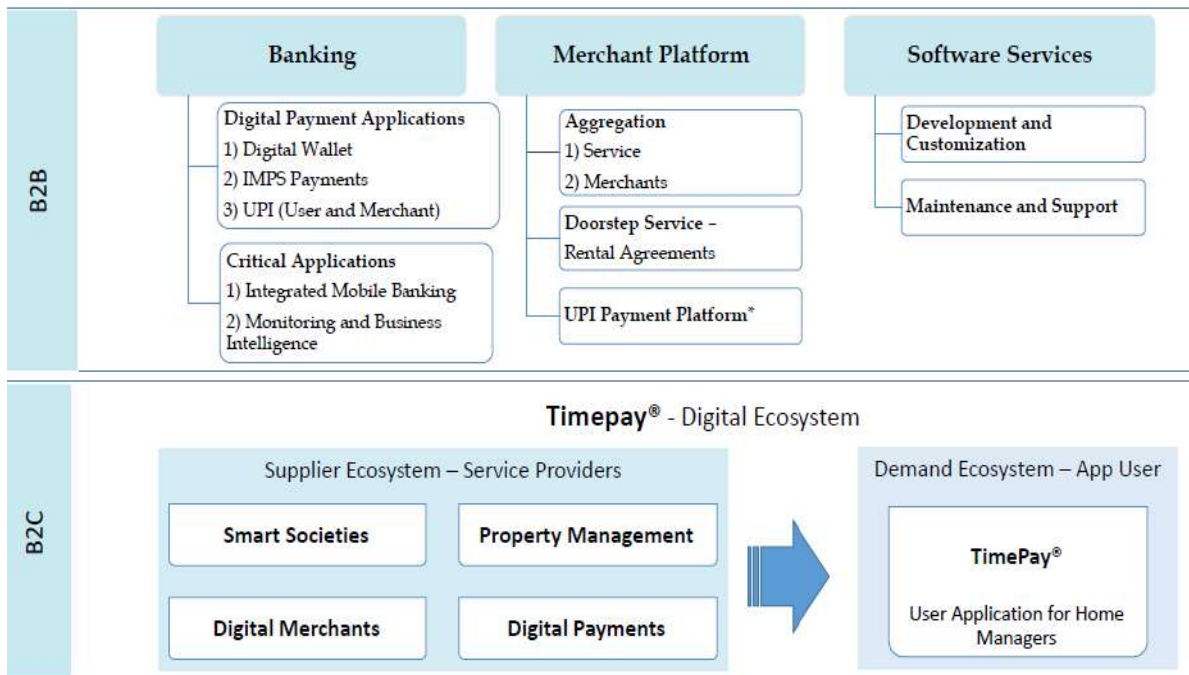 B2B
Banking
Digital Payment Applications
1) Digital Wallet
2) IMPS Payments
3) UPI (User and Merchant)
Critical Applications
1) Integrated Mobile Banking
2) Monitoring and Business
Intelligence
Merchant Platform
Aggregation
1) Service
2) Merchants
Doorstep Service –
Rental Agreements
UPI Payment Platform*
Software Services
Development and
Customization
Maintenance and Support
B2C
Timepay® - Digital Ecosystem
Supplier Ecosystem – Service Providers
Smart Societies
Property Management
Digital Merchants
Digital Payments
Demand Ecosystem – App User
TimePay®
User Application for Home
Managers